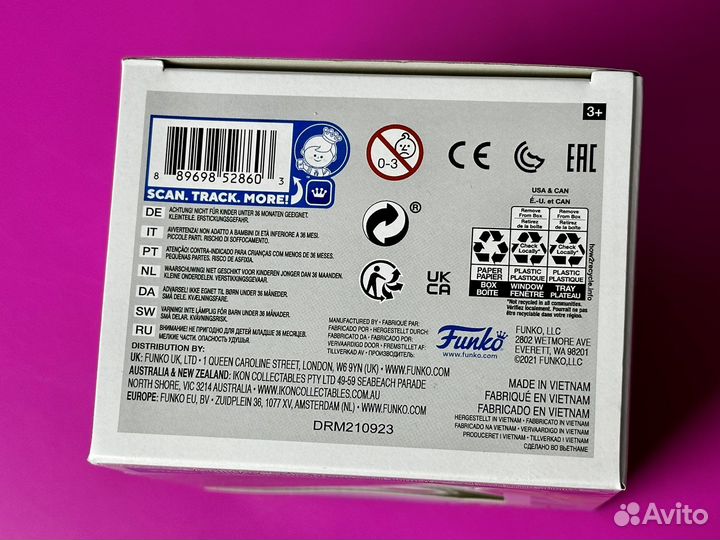 3+
8 89698 52860 3
SCAN. TRACK. MORE!
0-3
CE
EAC
USA & CAN
É.-U. et CAN
Remove From Box
Retirez de la boîte
Remove From Box
Retirez de la boîte
Check Locally*
Check Locally*
PAPER
PAPIER
BOX
BOÎTE
PLASTIC
PLASTIQUE
WINDOW
FENÊTRE
PLASTIC
PLASTIQUE
TRAY
PLATEAU
*Not recycled in all communities.
how2recycle.info
®
UK
CA
DE ACHTUNG! NICHT FÜR KINDER UNTER 36 MONATEN GEEIGNET.
KLEINTEILE. ERSTICKUNGSGEFAHR.
IT AVVERTENZA! NON ADATTO A BAMBINI DI ETÀ INFERIORE A 36 MESI.
PICCOLE PARTI. RISCHIO DI SOFFOCAMENTO.
PT ATENÇÃO! CONTRA-INDICADO PARA CRIANÇAS COM MENOS DE 36 MESES.
RISCO DE ASFIXIA.
NL WAARSCHUWING! NIET GESCHIKT VOOR KINDEREN JONGER DAN 36 MAANDEN.
KLEINE ONDERDELEN. VERSTIKKINGSGEVAAR.
DA ADVARSEL! IKKE EGNET TIL BØRN UNDER 36 MÅNEDER.
SMÅ DELE. KVÆLNINGSFARE.
SW VARNING! INTE LÄMPLIG FÖR BARN UNDER 36 MÅNADER.
SMÅ DELAR. KVÄVNINGSRISK.
RU ВНИМАНИЕ! НЕ ПРИГОДНО ДЛЯ ДЕТЕЙ МЛАДШЕ 36 МЕСЯЦЕВ.
МЕЛКИЕ ЧАСТИ. ОПАСНОСТЬ УДУШЬЯ.
MANUFACTURED BY • FABRIQUÉ PAR:
FABBRICATO DA • HERGESTELLT DURCH:
FABRICADO POR • FABRICADO POR:
VERVAARDIGD DOOR • FREMSTILLET AF:
TILLVERKAD AV • ПРОИЗВОДИТЕЛЬ:
Funko
www.funko.com
FUNKO, LLC
2802 WETMORE AVE
EVERETT, WA 98201
©2021 FUNKO,LLC
DISTRIBUTION BY:
UK: FUNKO UK, LTD • 1 QUEEN CAROLINE STREET, LONDON, W6 9YN (UK) • WWW.FUNKO.COM
AUSTRALIA & NEW ZEALAND: IKON COLLECTABLES PTY LTD 49-59 SEABEACH PARADE
NORTH SHORE, VIC 3214 AUSTRALIA • WWW.IKONCOLLECTABLES.COM.AU
EUROPE: FUNKO EU, BV • ZUIDPLEIN 36, 1077 XV, AMSTERDAM (NL) • WWW.FUNKO.COM
MADE IN VIETNAM
FABRIQUÉ EN VIETNAM
FABRICADO EN VIETNAM
HERGESTELLT IN VIETNAM • FABBRICATO IN VIETNAM
FABRICADO NA VIETNAM • VERVAARDIGD IN VIETNAM
PRODUCERET I VIETNAM • TILLVERKAD I VIETNAM
СДЕЛАНО ВО ВЬЕТНАМЕ
DRM210923
Avito